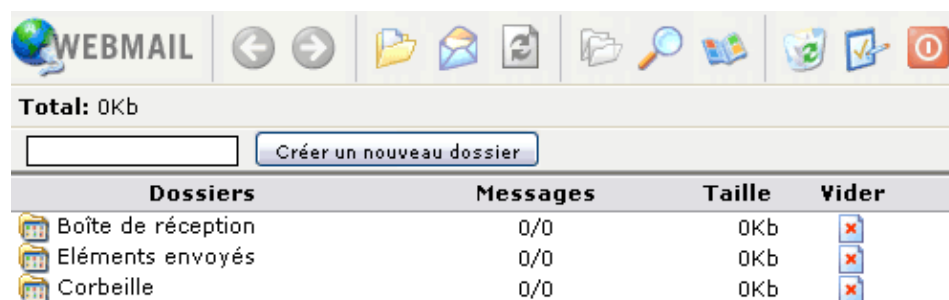 WEBMAIL
Total: 0Kb
Créer un nouveau dossier
Dossiers Messages Taille Vider
Boîte de réception 0/0 0Kb
Eléments envoyés 0/0 0Kb
Corbeille 0/0 0Kb